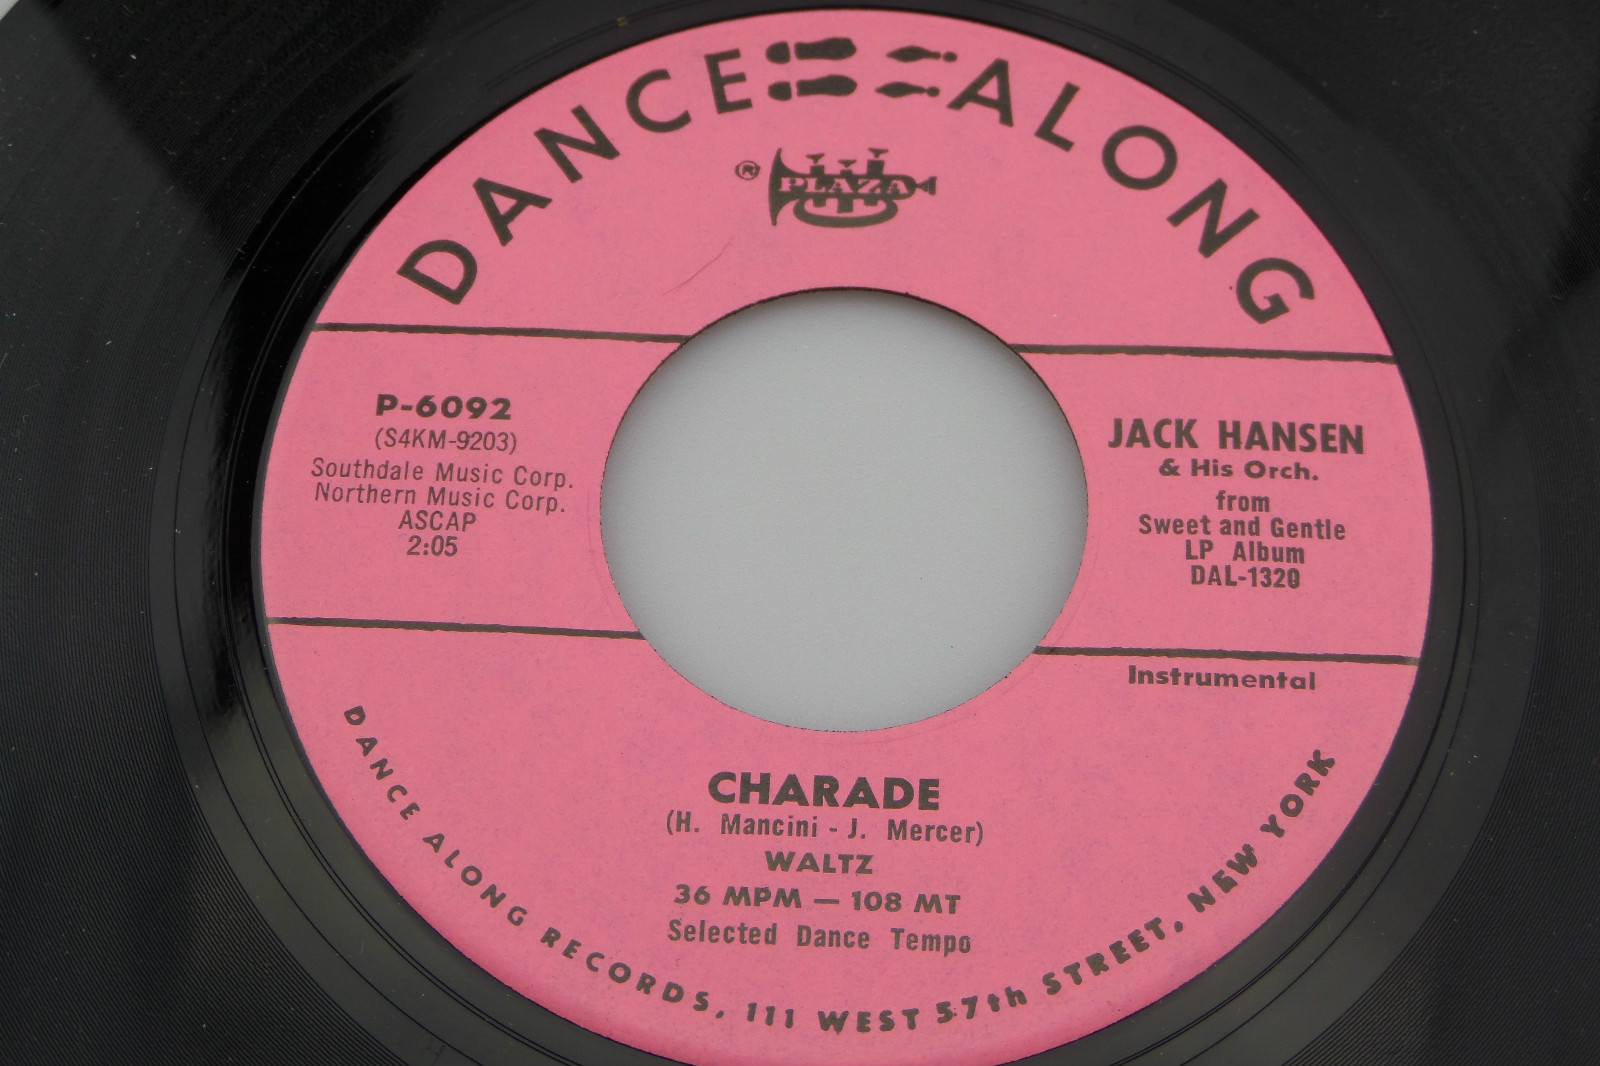 DANCE ALONG
® PLAZA
P-6092
(S4KM-9203)
Southdale Music Corp.
Northern Music Corp.
ASCAP
2:05
JACK HANSEN
& His Orch.
from
Sweet and Gentle
LP Album
DAL-1320
Instrumental
CHARADE
(H. Mancini - J. Mercer)
WALTZ
36 MPM — 108 MT
Selected Dance Tempo
DANCE ALONG RECORDS, 111 WEST 57th STREET, NEW YORK